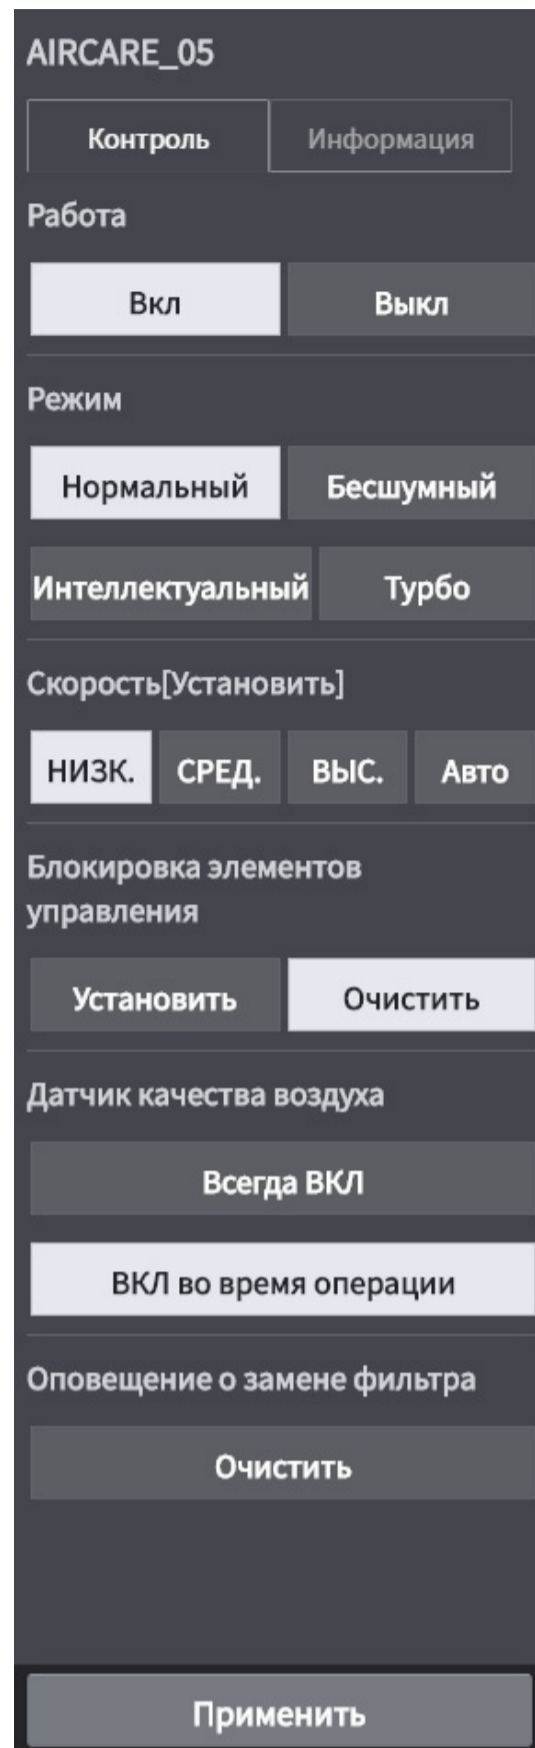 AIRCARE_05
Контроль Информация
Работа
Вкл Выкл
Режим
Нормальный Бесшумный
Интеллектуальный Турбо
Скорость[Установить]
НИЗК. СРЕД. ВЫС. Авто
Блокировка элементов
управления
Установить Очистить
Датчик качества воздуха
Всегда ВКЛ
ВКЛ во время операции
Оповещение о замене фильтра
Очистить
Применить